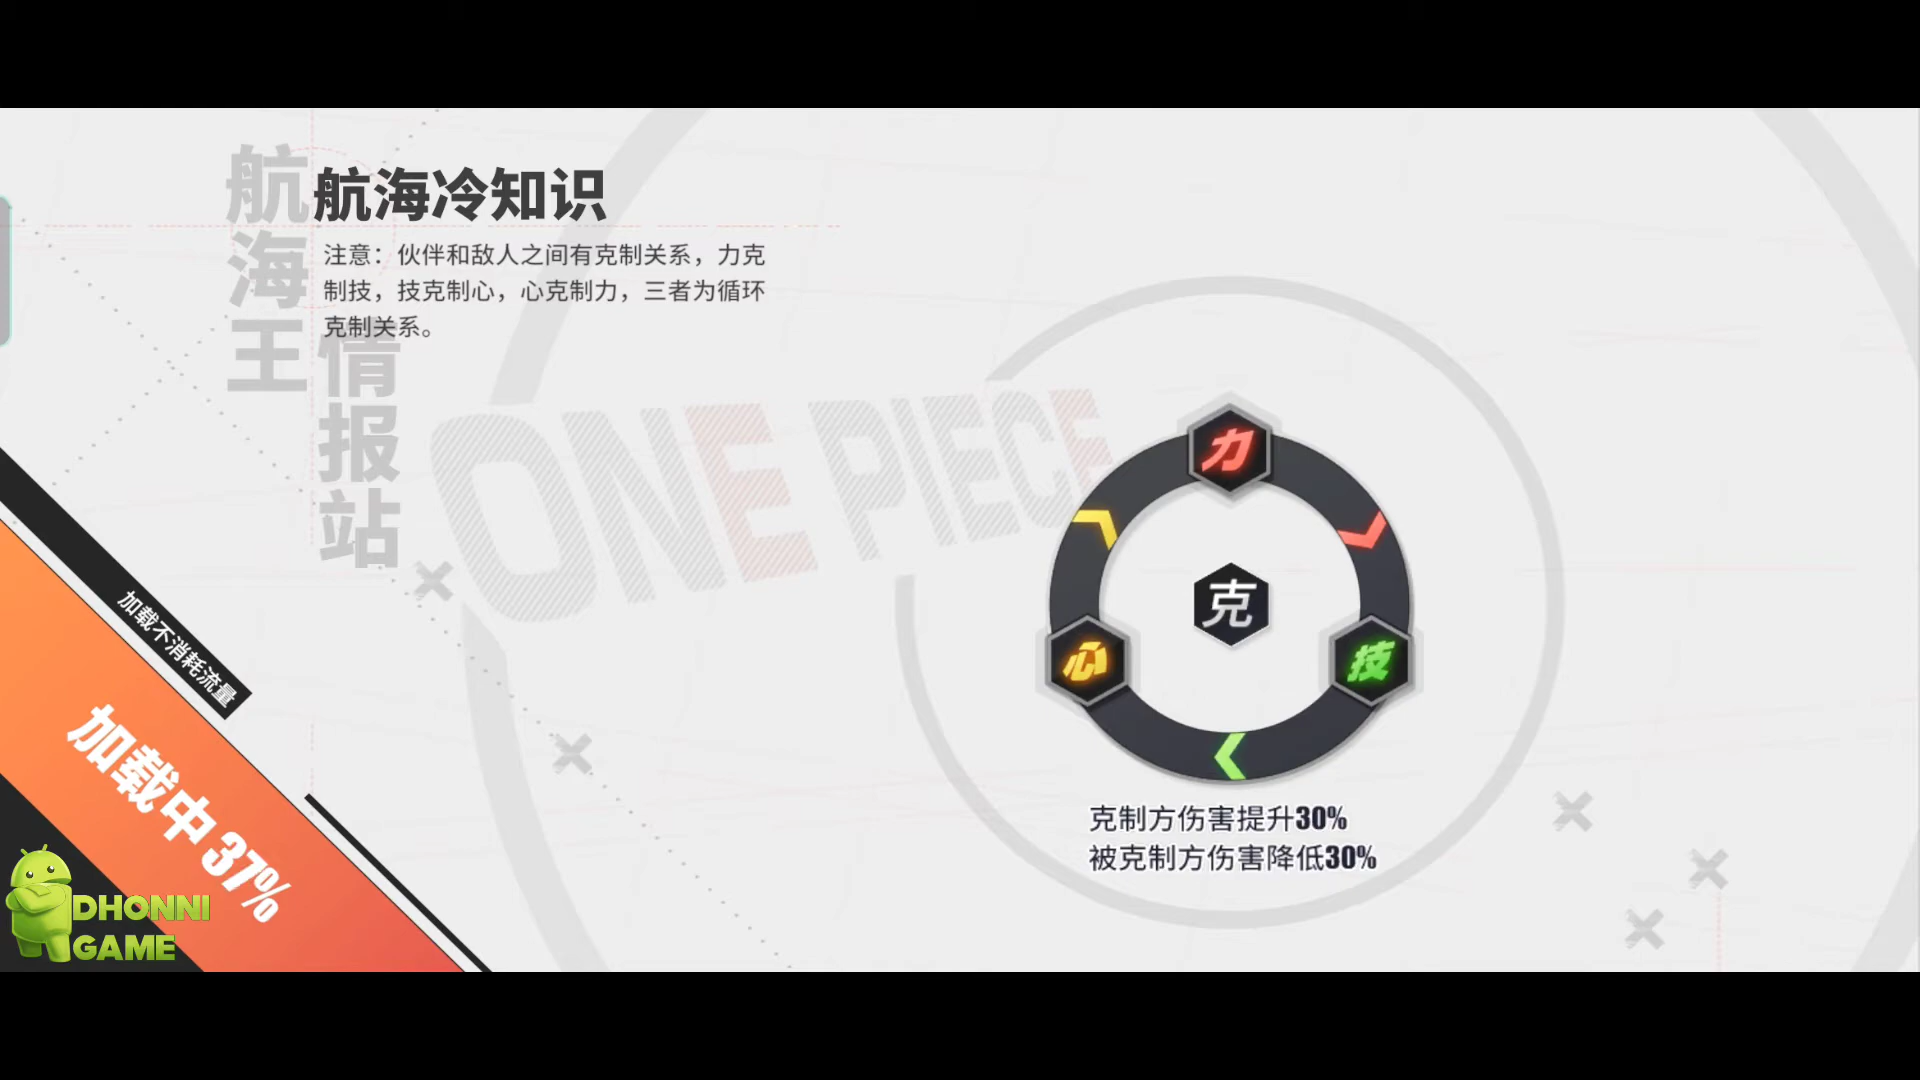 航海王
情报站
航海冷知识
注意：伙伴和敌人之间有克制关系，力克
制技，技克制心，心克制力，三者为循环
克制关系。
ONE PIECE
力
克
心
技
克制方伤害提升30%
被克制方伤害降低30%
加载不消耗流量
加载中 37%
DHONNI
GAME